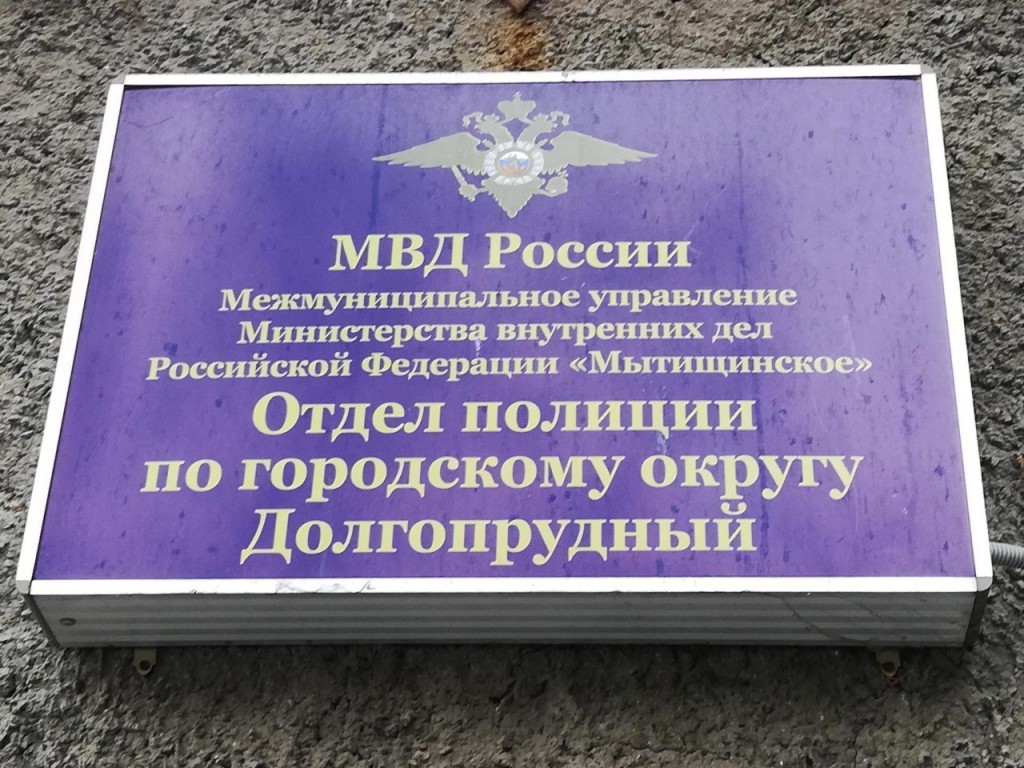 МВД России
Межмуниципальное управление
Министерства внутренних дел
Российской Федерации «Мытищинское»
Отдел полиции
по городскому округу
Долгопрудный